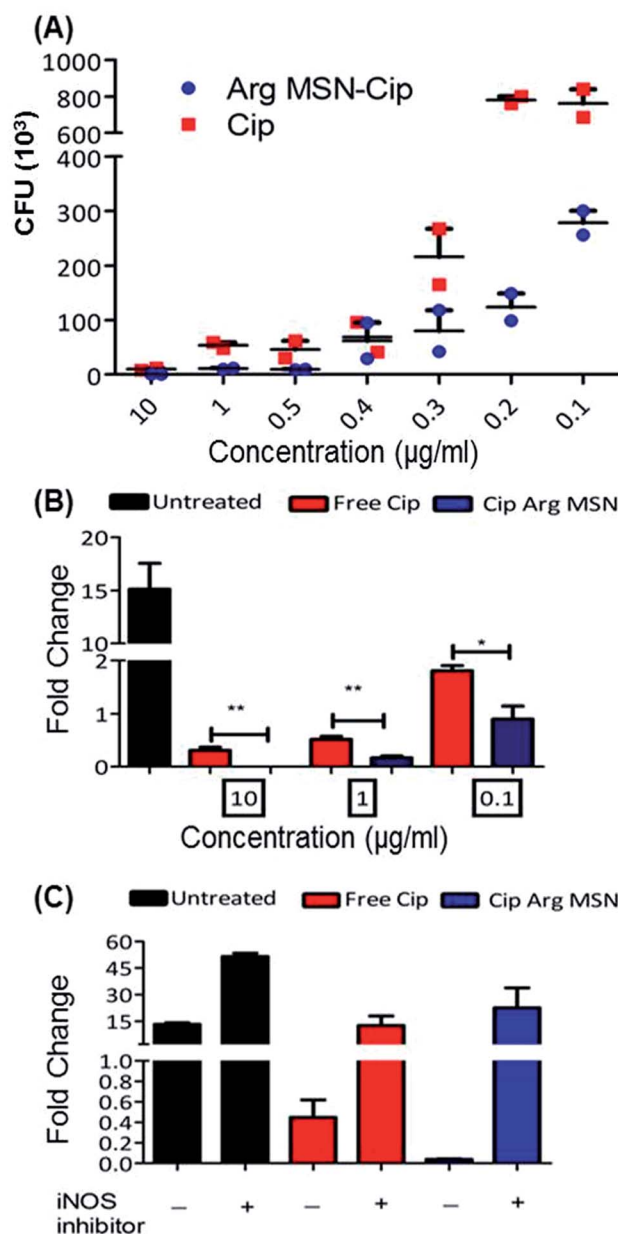 (A)
1000
800
600
400
300
200
100
0
CFU (10³)
Arg MSN-Cip
Cip
10 1 0.5 0.4 0.3 0.2 0.1
Concentration (µg/ml)
(B)
Untreated Free Cip Cip Arg MSN
20
15
10
2
1
0
Fold Change
** ** *
10 1 0.1
Concentration (µg/ml)
(C)
Untreated Free Cip Cip Arg MSN
60
45
30
15
1.0
0.8
0.6
0.4
0.2
0.0
Fold Change
iNOS inhibitor
– + – + – +